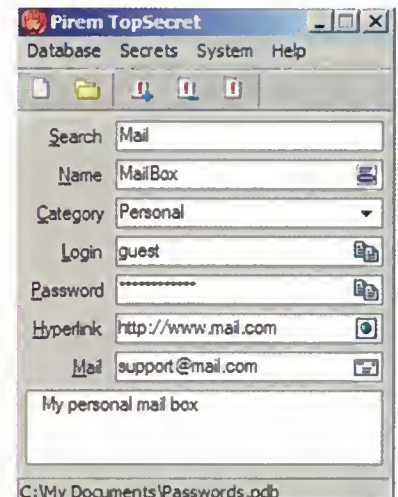 Pirem TopSecret
Database Secrets System Help
Search Mail
Name MailBox
Category Personal
Login guest
Password ************
Hyperlink http://www.mail.com
Mail support@mail.com
My personal mail box
C:\My Documents\Passwords.pdb